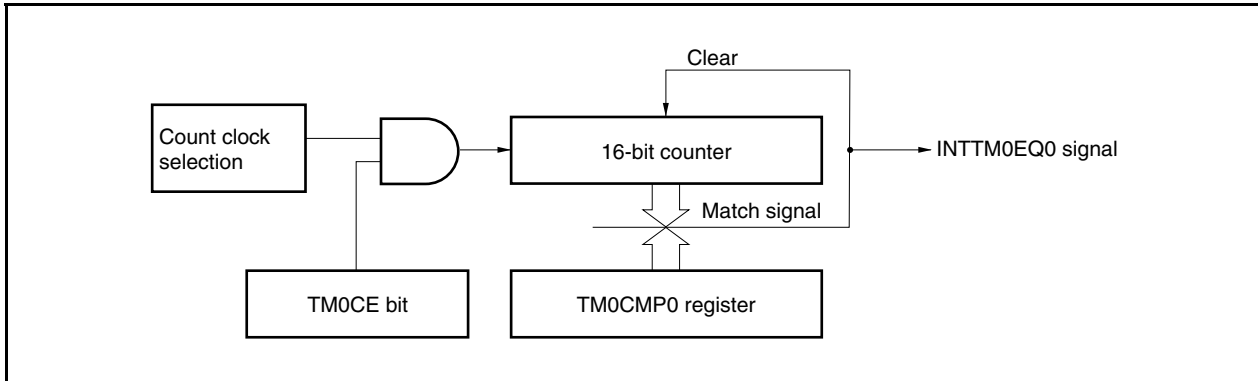 Clear
Count clock
selection
16-bit counter
INTTM0EQ0 signal
Match signal
TM0CE bit
TM0CMP0 register